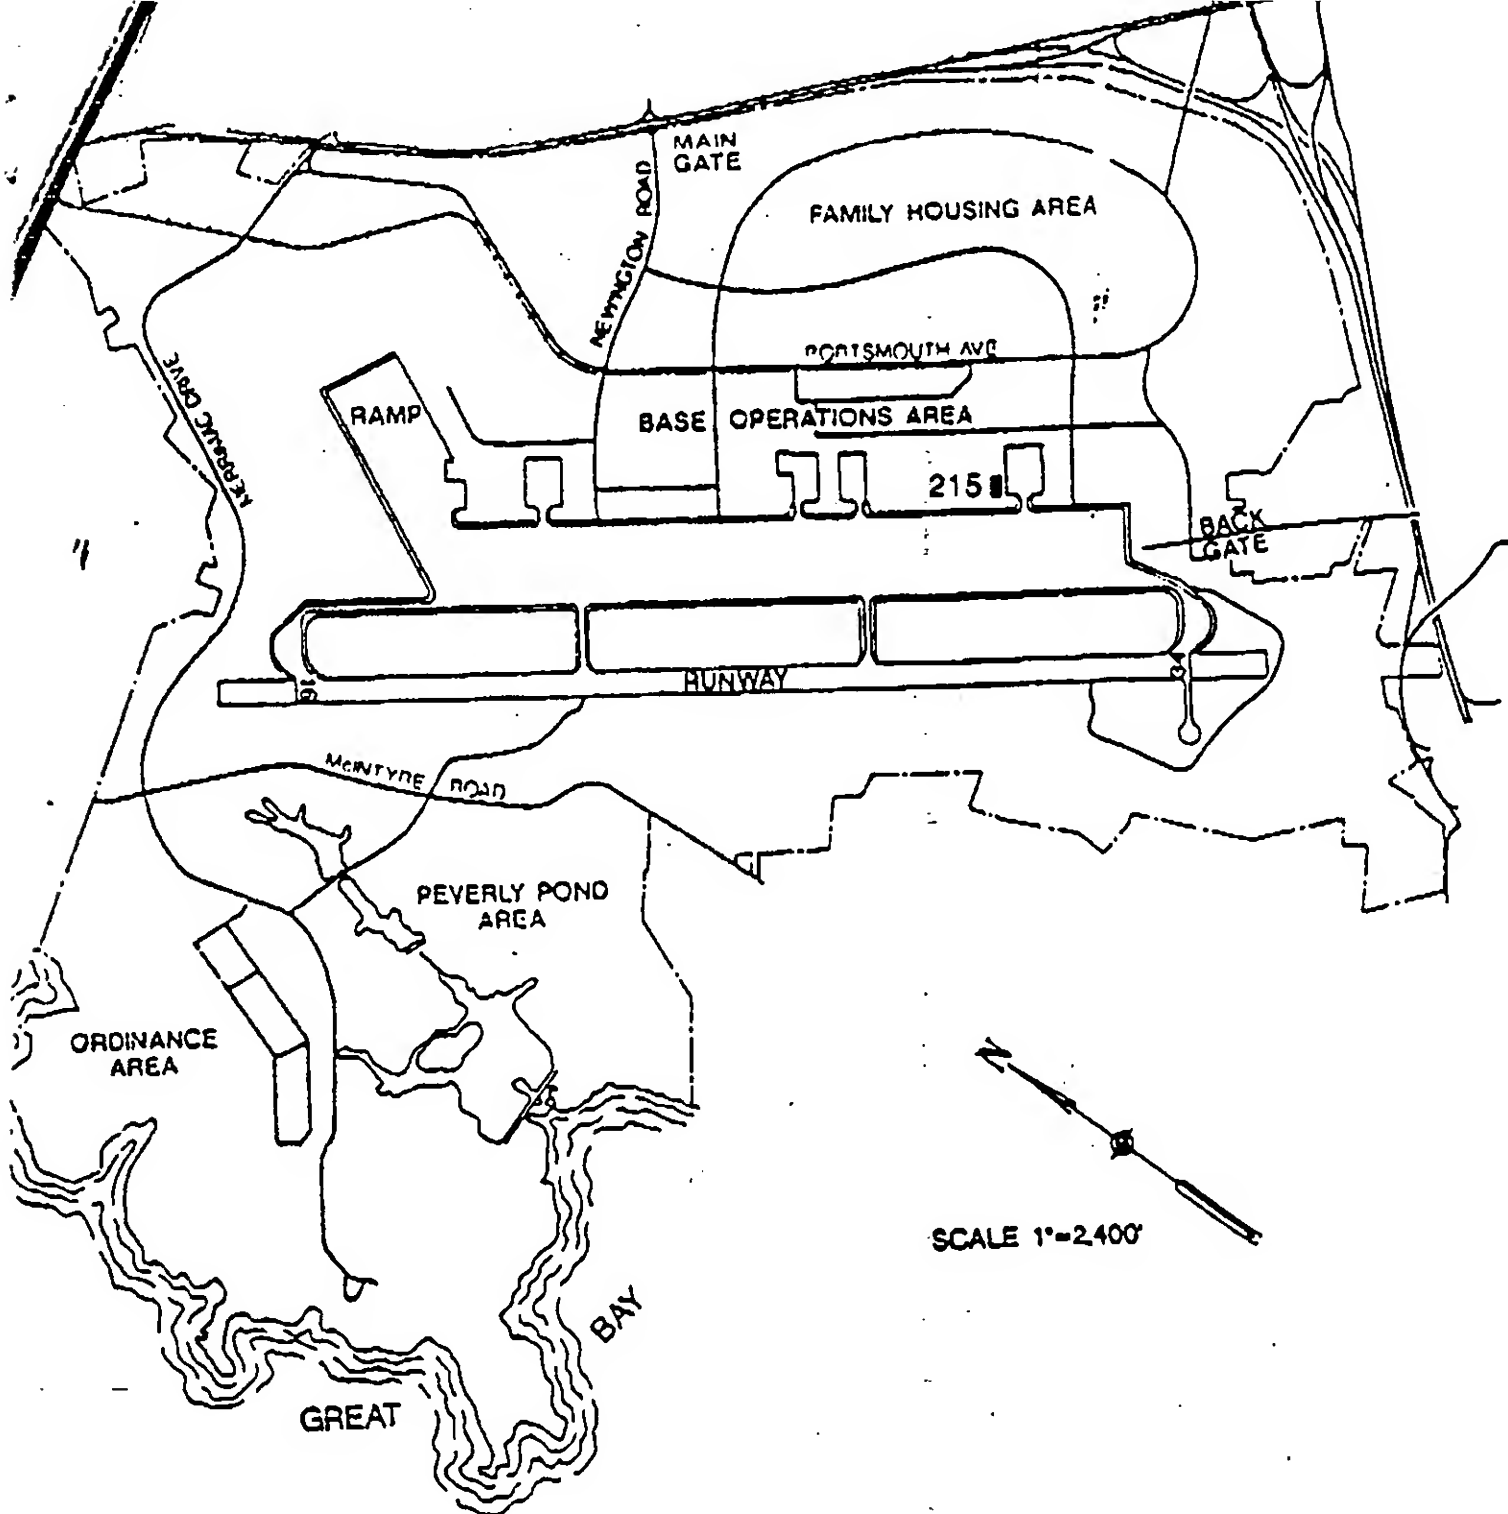 MAIN
GATE
NEWINGTON ROAD
FAMILY HOUSING AREA
PORTSMOUTH AVE
RAMP
BASE OPERATIONS AREA
215
BACK
GATE
16
34
RUNWAY
McINTYRE ROAD
PEVERLY POND
AREA
ORDINANCE
AREA
N
SCALE 1"=2,400'
GREAT
BAY